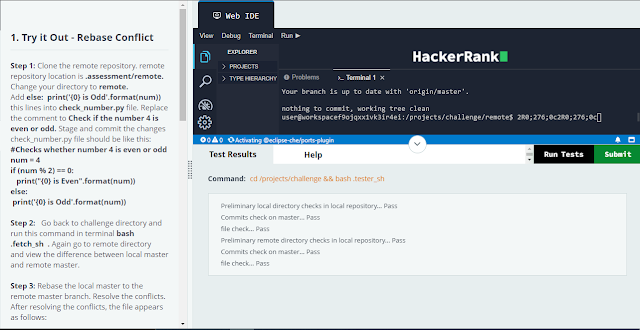 Web IDE
View Debug Terminal Run
EXPLORER
PROJECTS
TYPE HIERARCHY
HackerRank
Problems
Terminal 1
Your branch is up to date with 'origin/master'.
nothing to commit, working tree clean
user@workspacef9ojqxx1vk3ir4ei:/projects/challenge/remote$ 2R0;276;0c2R0;276;0c
0 0 Activating @eclipse-che/ports-plugin
Test Results
Help
Run Tests
Submit
Command: cd /projects/challenge && bash .tester_sh
Preliminary local directory checks in local repository... Pass
Commits check on master... Pass
file check... Pass
Preliminary remote directory checks in local repository... Pass
Commits check on master... Pass
file check... Pass
1. Try it Out - Rebase Conflict
Step 1: Clone the remote repository. remote
repository location is .assessment/remote.
Change your directory to remote.
Add else: print('{0} is Odd'.format(num))
this lines into check_number.py file. Replace
the comment to Check if the number 4 is
even or odd. Stage and commit the changes
check_number.py file should be like this:
#Checks whether number 4 is even or odd
num = 4
if (num % 2) == 0:
print("{0} is Even".format(num))
else:
print('{0} is Odd'.format(num))
Step 2: Go back to challenge directory and
run this command in terminal bash
.fetch_sh . Again go to remote directory
and view the difference between local
master and remote master.
Step 3: Rebase the local master to the
remote master branch. Resolve the conflicts.
After resolving the conflicts, the file appears
as follows: